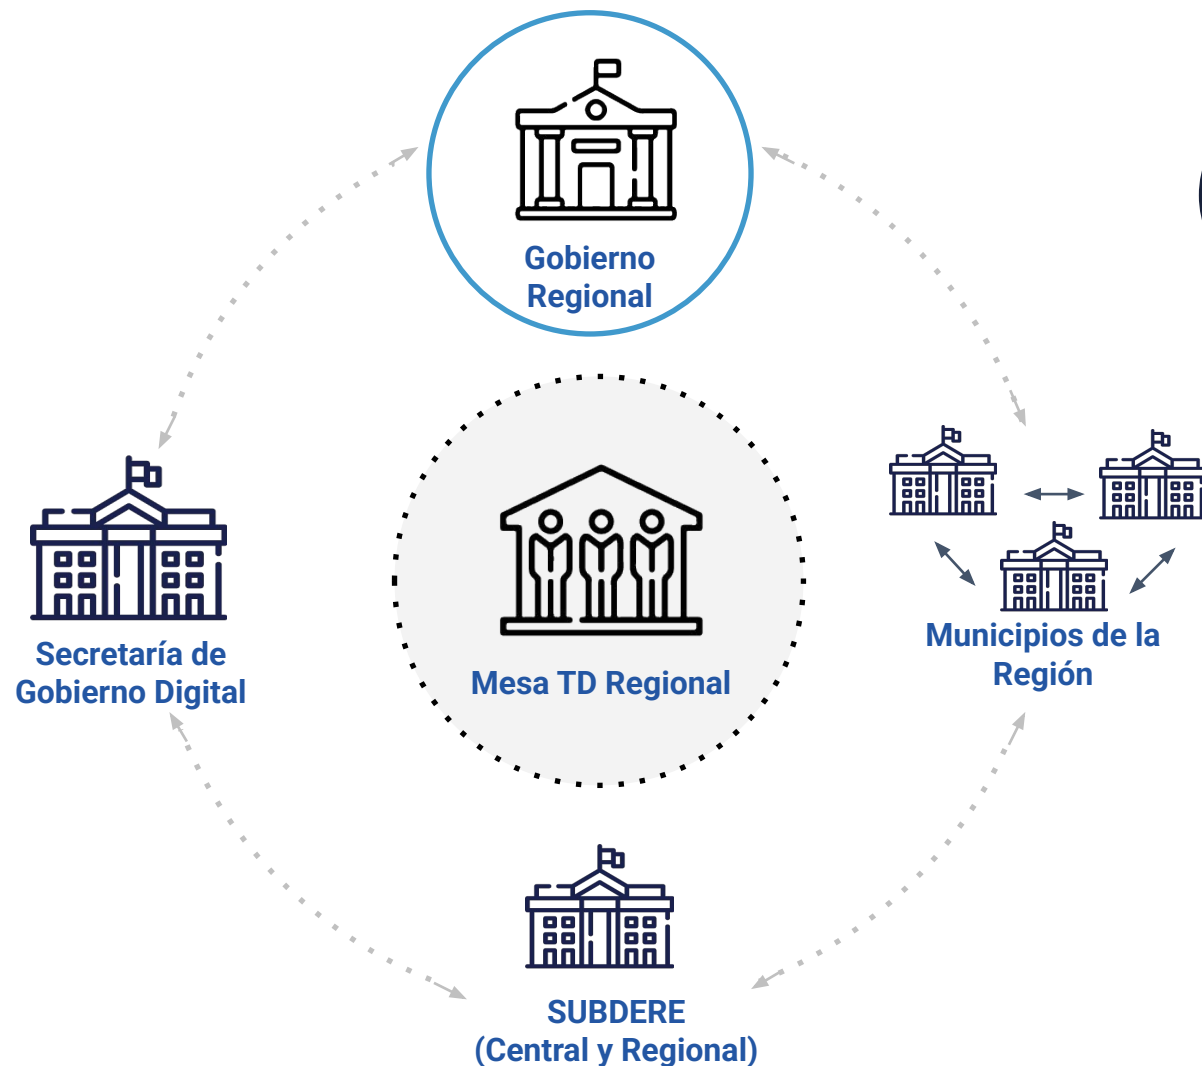 Gobierno
Regional
Secretaría de
Gobierno Digital
Mesa TD Regional
Municipios de la
Región
SUBDERE
(Central y Regional)